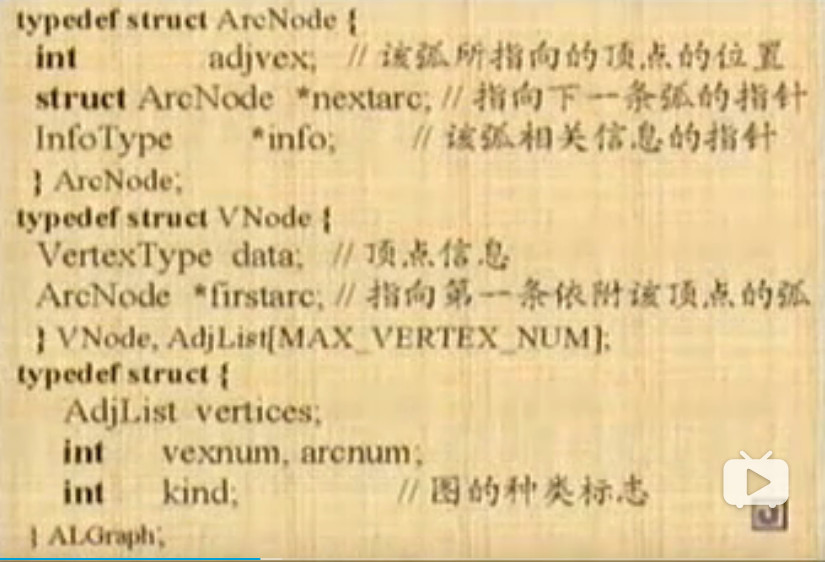 typedef struct ArcNode {
int adjvex; // 该弧所指向的顶点的位置
struct ArcNode *nextarc; // 指向下一条弧的指针
InfoType *info; // 该弧相关信息的指针
} ArcNode;
typedef struct VNode {
VertexType data; // 顶点信息
ArcNode *firstarc; // 指向第一条依附该顶点的弧
} VNode, AdjList[MAX_VERTEX_NUM];
typedef struct {
AdjList vertices;
int vexnum, arcnum;
int kind; // 图的种类标志
} ALGraph;